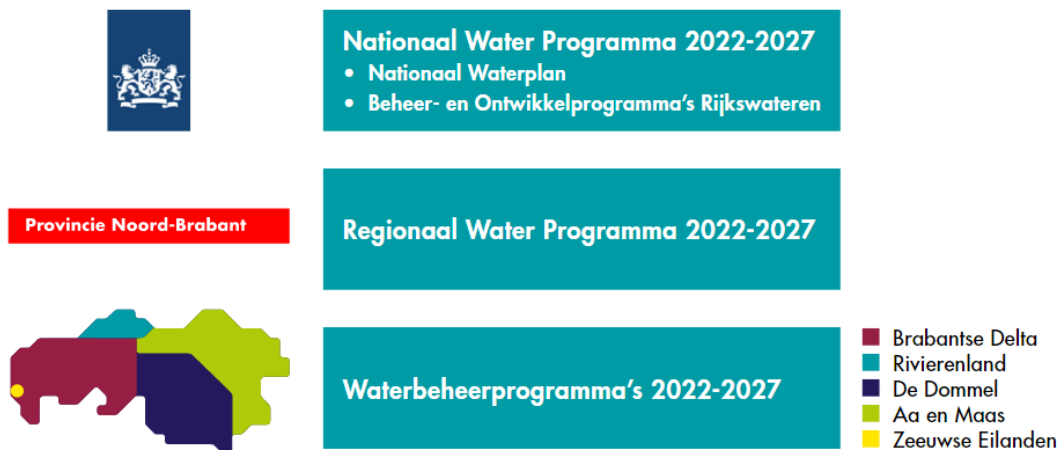 Nationaal Water Programma 2022-2027
• Nationaal Waterplan
• Beheer- en Ontwikkelprogramma's Rijkswateren
Provincie Noord-Brabant
Regionaal Water Programma 2022-2027
Waterbeheerprogramma's 2022-2027
Brabantse Delta
Rivierenland
De Dommel
Aa en Maas
Zeeuwse Eilanden